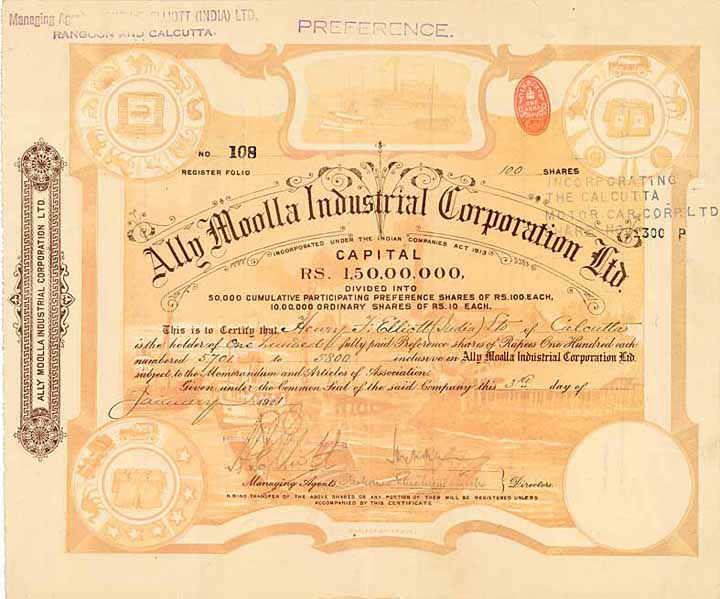 Managing ELLIOTT (INDIA) LTD.
RANGOON AND CALCUTTA.
PREFERENCE.
ONE ANNA
NO 108
REGISTER FOLIO
100 SHARES
INCORPORATING
THE CALCUTTA
MOTOR CAR CORP. LTD
1300 P
Ally Moolla Industrial Corporation Ltd.
INCORPORATED UNDER THE INDIAN COMPANIES ACT 1913
CAPITAL
RS. 1,50,00,000,
DIVIDED INTO
50,000 CUMULATIVE PARTICIPATING PREFERENCE SHARES OF RS. 100. EACH,
10,00,000 ORDINARY SHARES OF RS. 10 EACH.
This is to Certify that Henry F. Elliott (India) Ltd of Calcutta
is the holder of One hundred fully paid Preference shares of Rupees One Hundred each
numbered 5701 to 5800 inclusive in Ally Moolla Industrial Corporation Ltd.
subject to the Memorandum and Articles of Association.
Given under the Common Seal of the said Company this 3rd day of
January 1921
Managing Agents
Directors.
N.B. NO TRANSFER OF THE ABOVE SHARES OR ANY PORTION OF THEM WILL BE REGISTERED UNLESS
ACCOMPANIED BY THIS CERTIFICATE
ALLY MOOLLA INDUSTRIAL CORPORATION LTD.